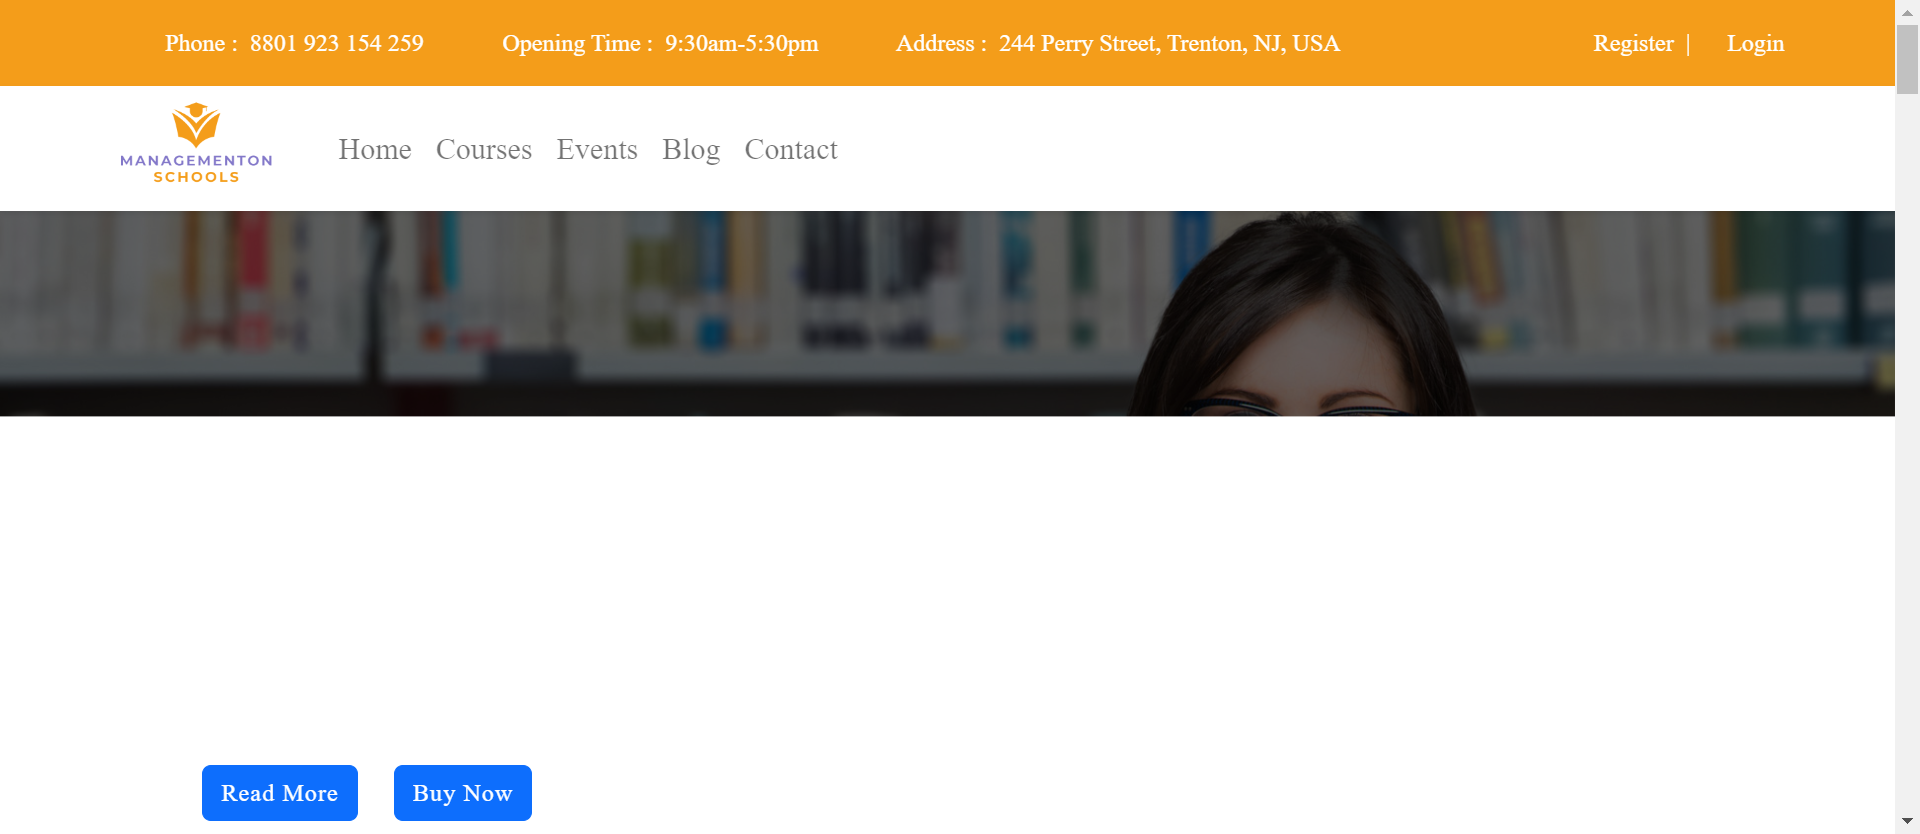 Phone : 8801 923 154 259 Opening Time : 9:30am-5:30pm Address : 244 Perry Street, Trenton, NJ, USA Register | Login
MANAGEMENTON
SCHOOLS
Home Courses Events Blog Contact
Read More Buy Now